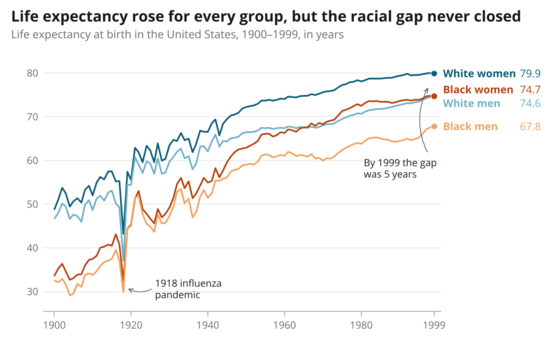 Life expectancy rose for every group, but the racial gap never closed
Life expectancy at birth in the United States, 1900–1999, in years
80
70
60
50
40
30
White women 79.9
Black women 74.7
White men 74.6
Black men 67.8
By 1999 the gap
was 5 years
1918 influenza
pandemic
1900
1920
1940
1960
1980
1999